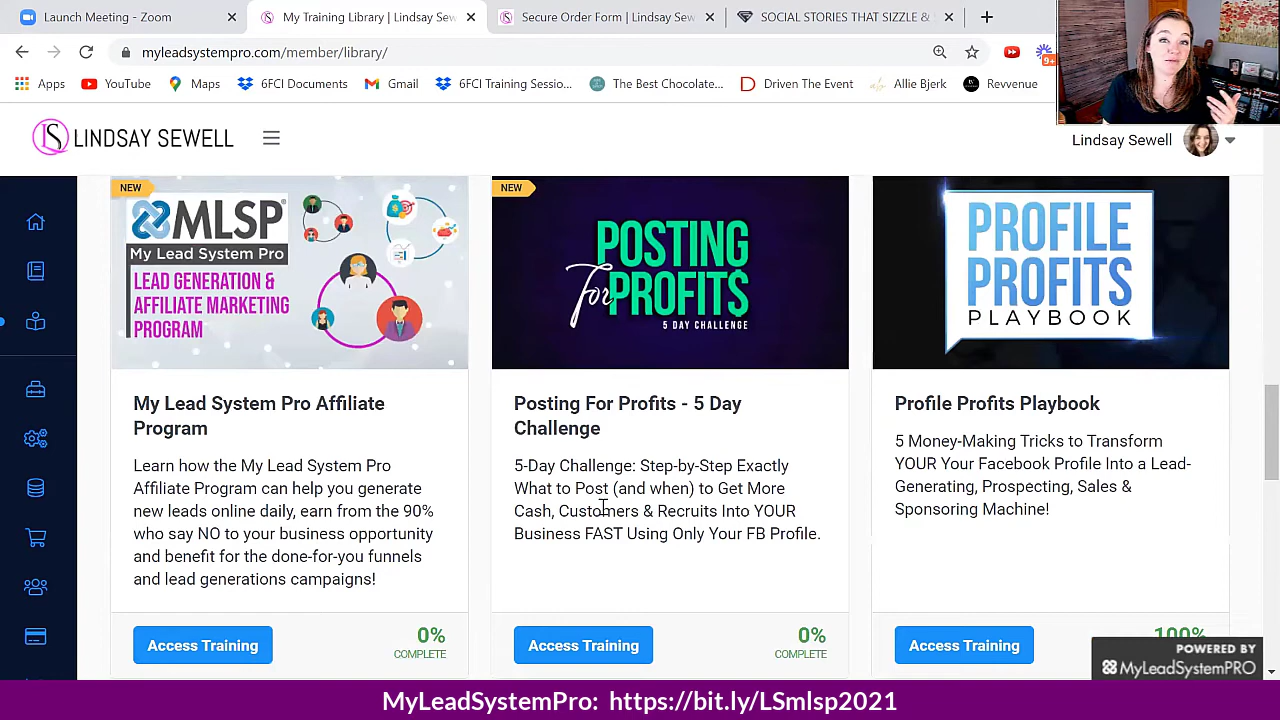 Launch Meeting - Zoom
My Training Library | Lindsay Sew
Secure Order Form | Lindsay Sew
SOCIAL STORIES THAT SIZZLE &
myleadsystempro.com/member/library/
9+
Apps
YouTube
Maps
6FCI Documents
Gmail
6FCI Training Sessio...
The Best Chocolate...
Driven The Event
Allie Bjerk
Revvenue
LS LINDSAY SEWELL
Lindsay Sewell
NEW
MLSP®
My Lead System Pro
LEAD GENERATION &
AFFILIATE MARKETING
PROGRAM
My Lead System Pro Affiliate
Program
Learn how the My Lead System Pro
Affiliate Program can help you generate
new leads online daily, earn from the 90%
who say NO to your business opportunity
and benefit for the done-for-you funnels
and lead generations campaigns!
Access Training
0%
COMPLETE
NEW
POSTING
For PROFIT$
5 DAY CHALLENGE
Posting For Profits - 5 Day
Challenge
5-Day Challenge: Step-by-Step Exactly
What to Post (and when) to Get More
Cash, Customers & Recruits Into YOUR
Business FAST Using Only Your FB Profile.
Access Training
0%
COMPLETE
PROFILE
PROFITS
PLAYBOOK
Profile Profits Playbook
5 Money-Making Tricks to Transform
YOUR Your Facebook Profile Into a Lead-
Generating, Prospecting, Sales &
Sponsoring Machine!
Access Training
100%
POWERED BY
MyLeadSystemPRO
MyLeadSystemPro: https://bit.ly/LSmlsp2021